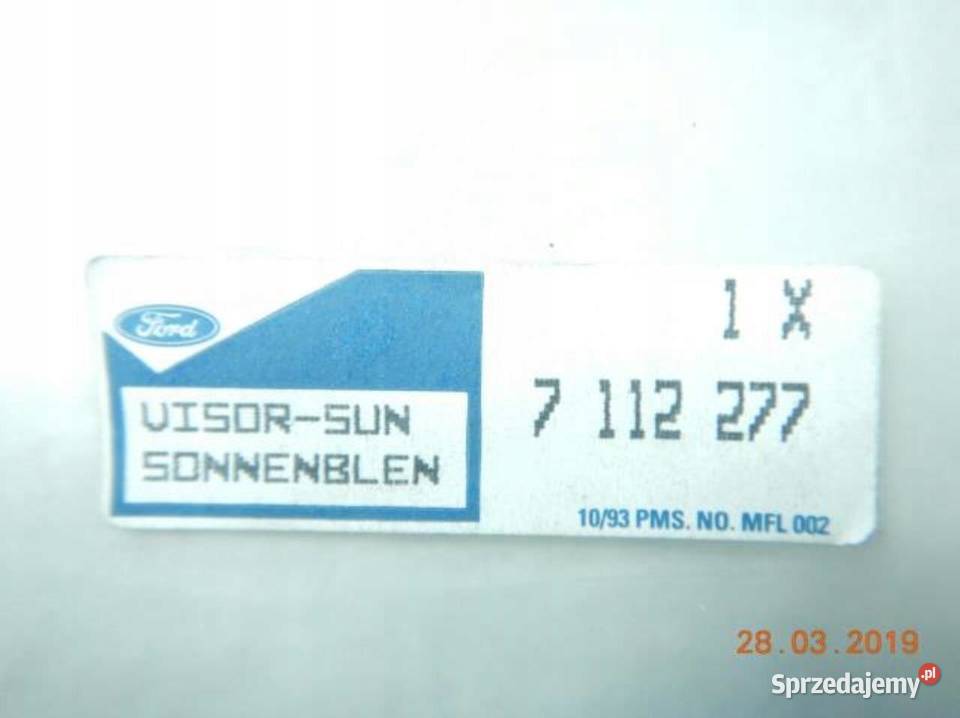 Ford
VISOR-SUN
SONNENBLEN
1 X
7 112 277
10/93 PMS. NO. MFL 002
28.03.2019
Sprzedajemy.pl